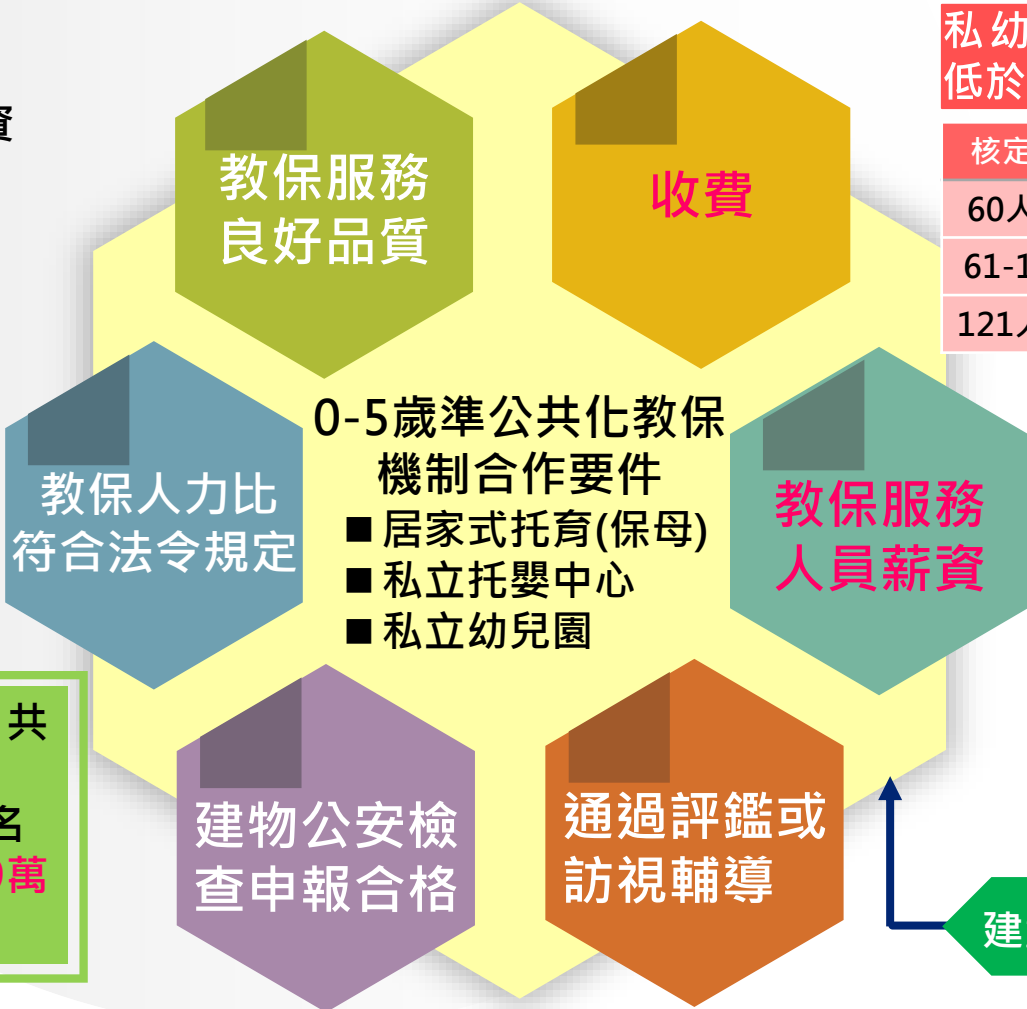 資
教保服務
良好品質
收費
私幼
低於
核定
60人
61-1
121人
0-5歲準公共化教保
機制合作要件
■ 居家式托育(保母)
■ 私立托嬰中心
■ 私立幼兒園
教保人力比
符合法令規定
教保服務
人員薪資
共
名
萬
建物公安檢
查申報合格
通過評鑑或
訪視輔導
建